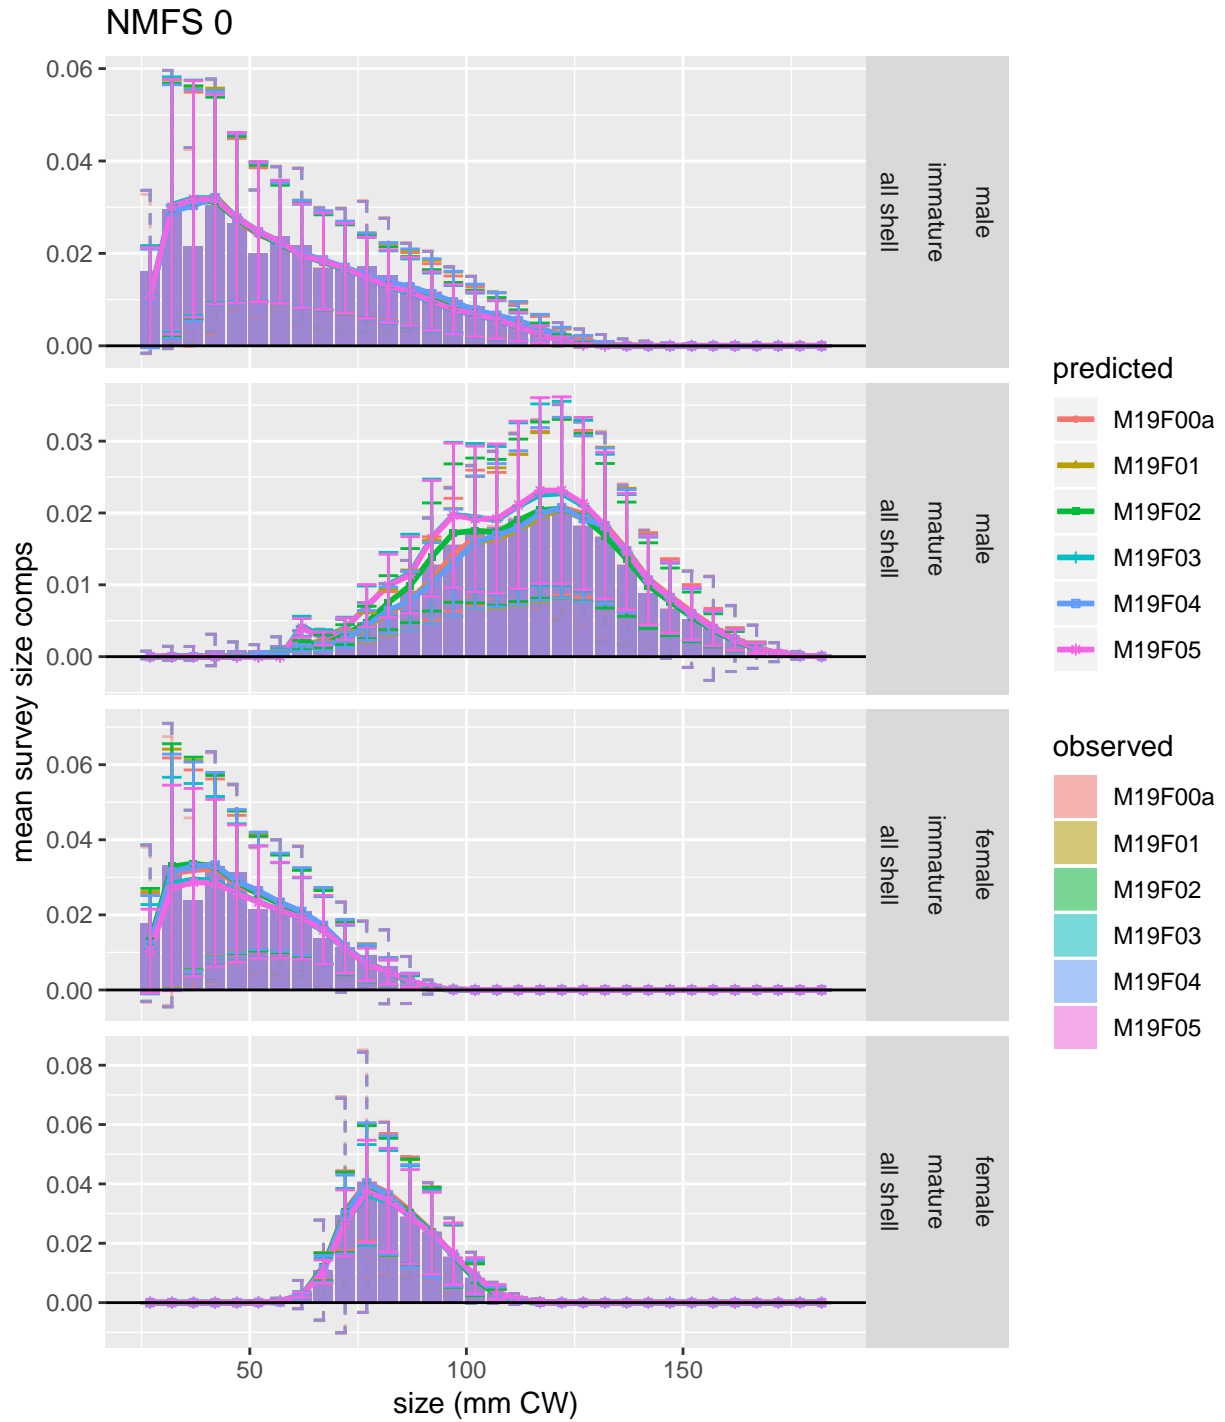 NMFS 0
mean survey size comps
0.06
0.04
0.02
0.00
all shell
immature
male
0.03
0.02
0.01
0.00
all shell
mature
male
0.06
0.04
0.02
0.00
all shell
immature
female
0.08
0.06
0.04
0.02
0.00
all shell
mature
female
50
100
150
size (mm CW)
predicted
M19F00a
M19F01
M19F02
M19F03
M19F04
M19F05
observed
M19F00a
M19F01
M19F02
M19F03
M19F04
M19F05